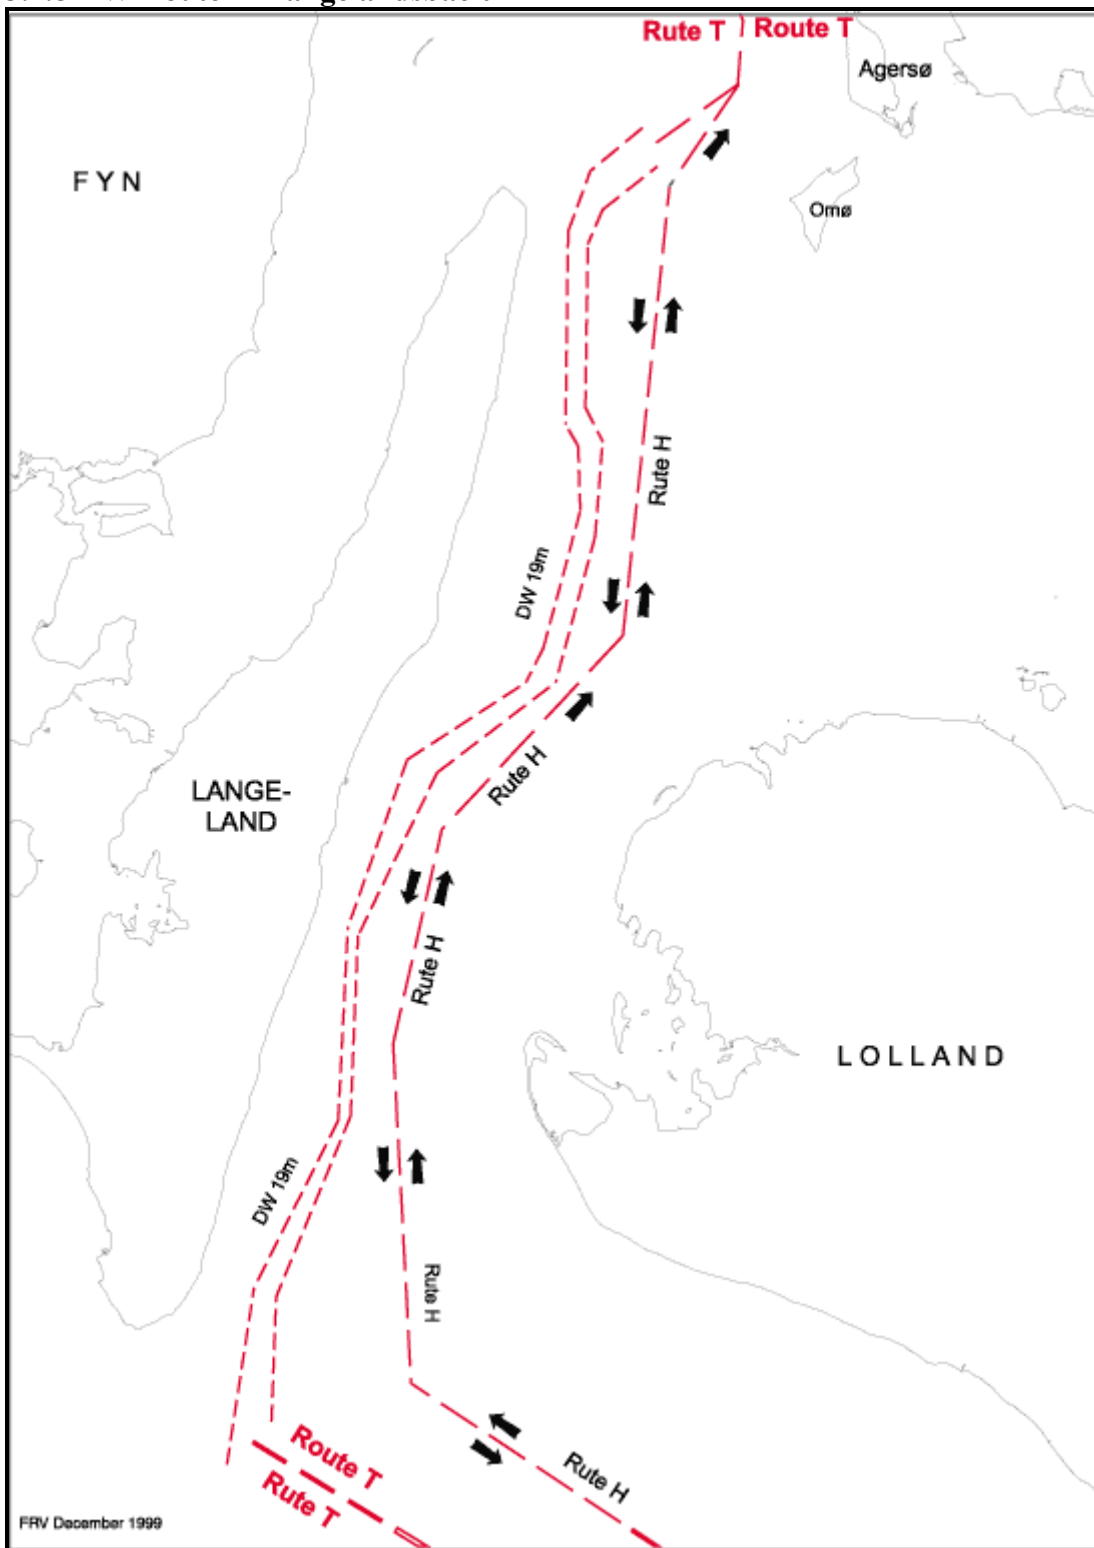 Rute T Route T
Agersø
FYN
Omø
Rute H
DW 19m
Rute H
LANGE-
LAND
Rute H
LOLLAND
DW 19m
Rute H
Route T
Rute T
Rute H
FRV December 1999